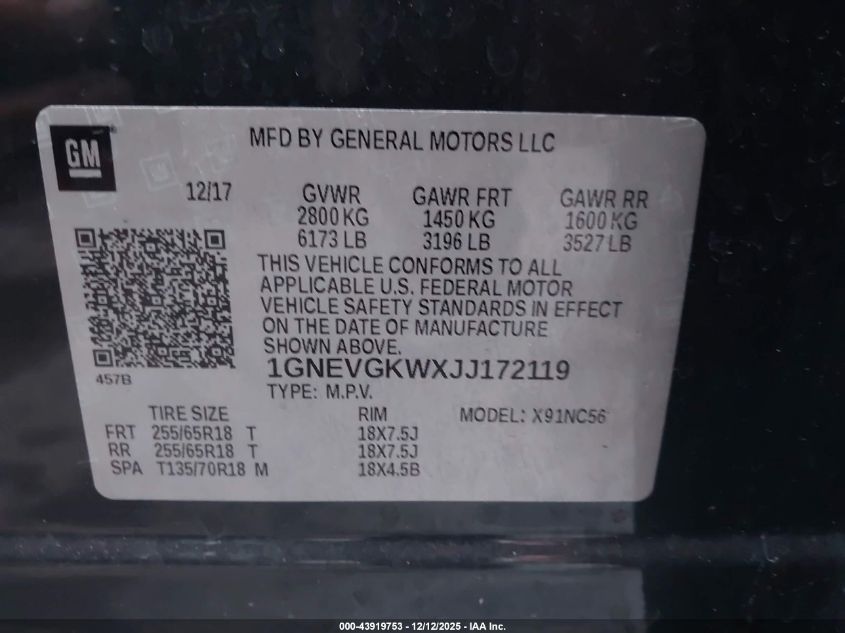 GM
MFD BY GENERAL MOTORS LLC
12/17 GVWR GAWR FRT GAWR RR
2800 KG 1450 KG 1600 KG
6173 LB 3196 LB 3527 LB
THIS VEHICLE CONFORMS TO ALL
APPLICABLE U.S. FEDERAL MOTOR
VEHICLE SAFETY STANDARDS IN EFFECT
ON THE DATE OF MANUFACTURE
SHOWN ABOVE.
1GNEVGKWXJJ172119
457B
TYPE: M.P.V.
TIRE SIZE RIM MODEL: X91NC56
FRT 255/65R18 T 18X7.5J
RR 255/65R18 T 18X7.5J
SPA T135/70R18 M 18X4.5B
000-43919753 - 12/12/2025 - IAA Inc.